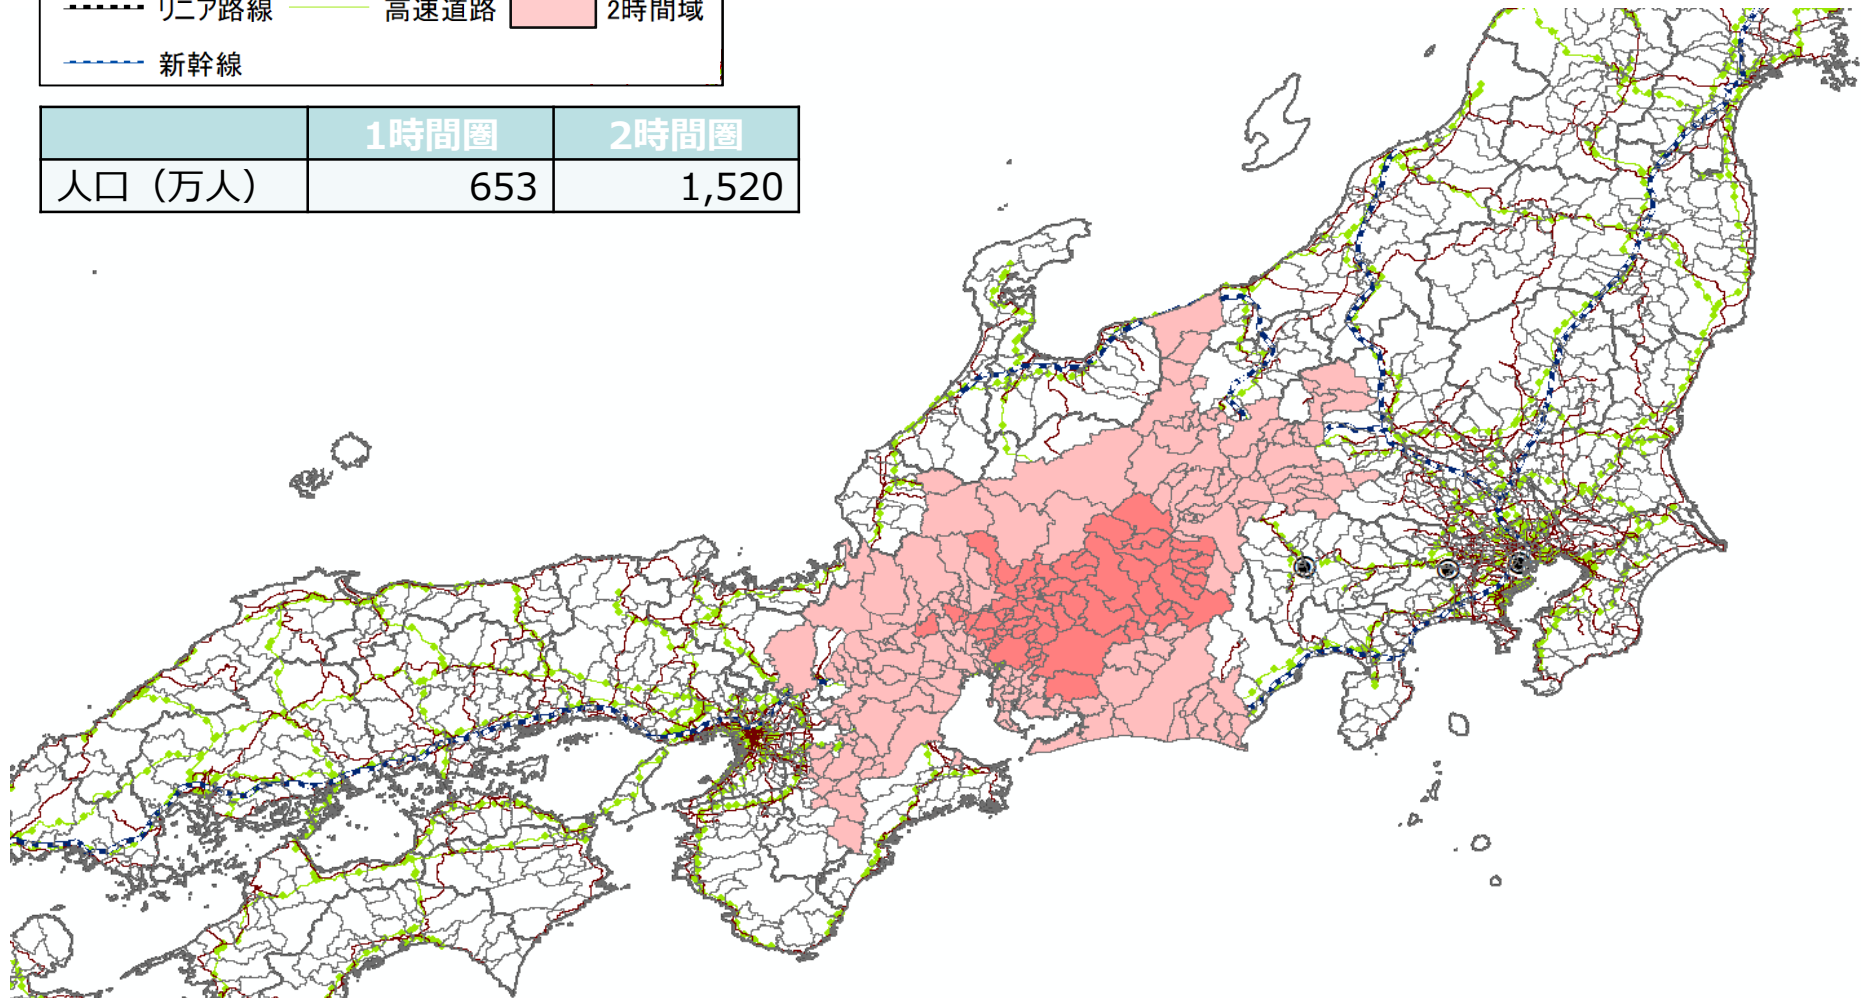 リニア路線 高速道路 2時間域
新幹線
1時間圏 2時間圏
人口（万人） 653 1,520